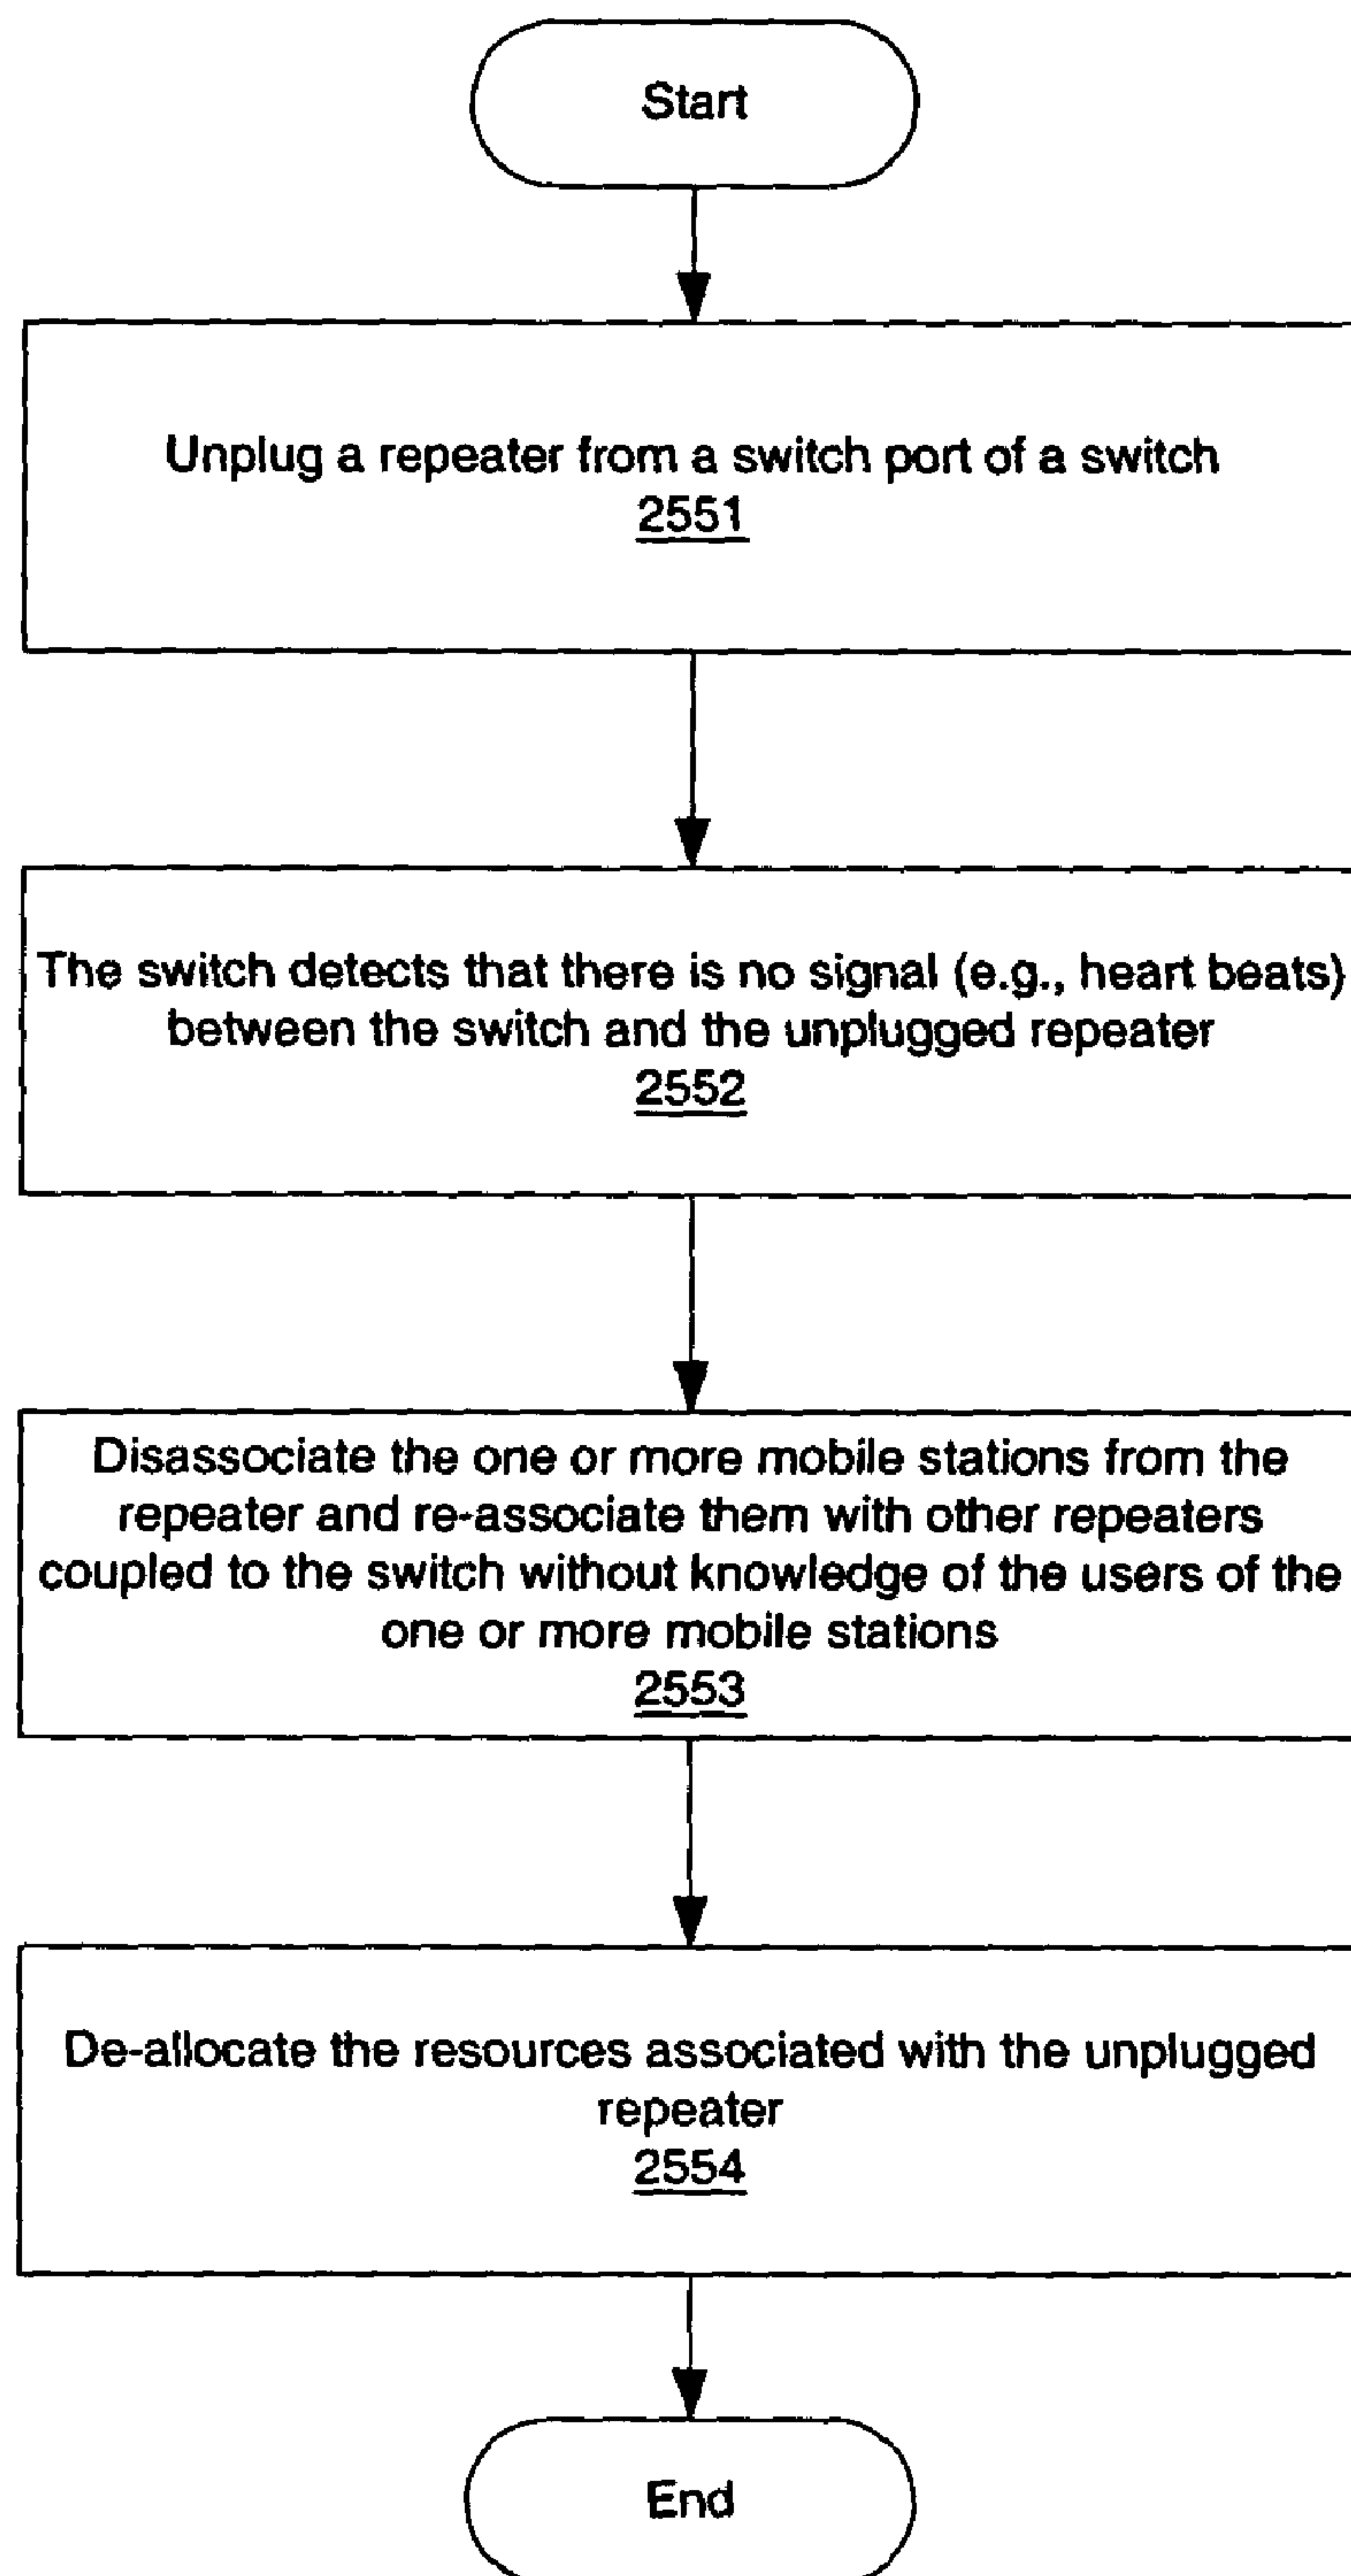 Start
Unplug a repeater from a switch port of a switch
2551
The switch detects that there is no signal (e.g., heart beats)
between the switch and the unplugged repeater
2552
Disassociate the one or more mobile stations from the
repeater and re-associate them with other repeaters
coupled to the switch without knowledge of the users of the
one or more mobile stations
2553
De-allocate the resources associated with the unplugged
repeater
2554
End